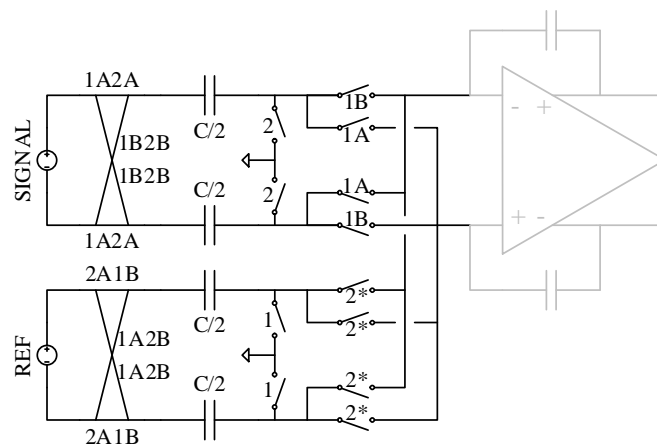 1A2A
C/2
1B
2
1A
SIGNAL
1B2B
1B2B
C/2
1A
2
1B
1A2A
- +
+ -
2A1B
C/2
2*
1
2*
REF
1A2B
1A2B
C/2
2*
1
2*
2A1B